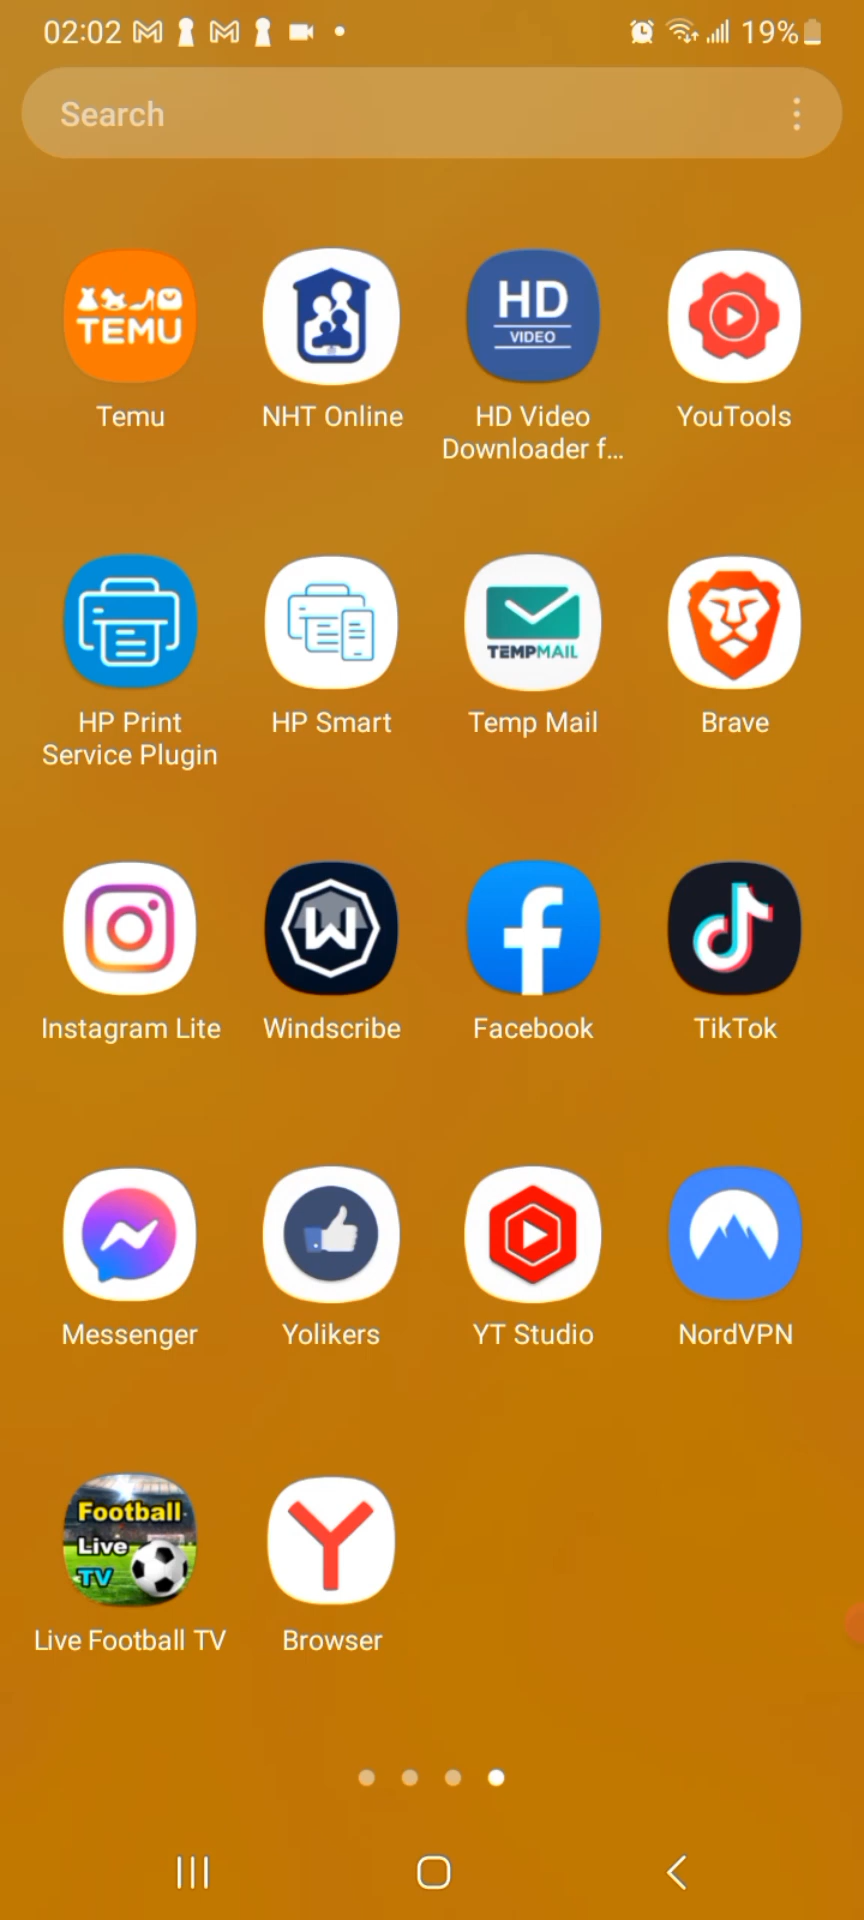 02:02
19%
Search
TEMU
HD
VIDEO
Temu
NHT Online
HD Video
Downloader f...
YouTools
TEMPMAIL
HP Print
Service Plugin
HP Smart
Temp Mail
Brave
Instagram Lite
Windscribe
Facebook
TikTok
Messenger
Yolikers
YT Studio
NordVPN
Football
Live
TV
Live Football TV
Browser